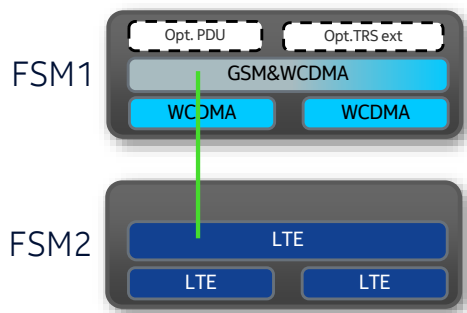 Opt. PDU
Opt.TRS ext
FSM1
GSM&WCDMA
WCDMA
WCDMA
FSM2
LTE
LTE
LTE